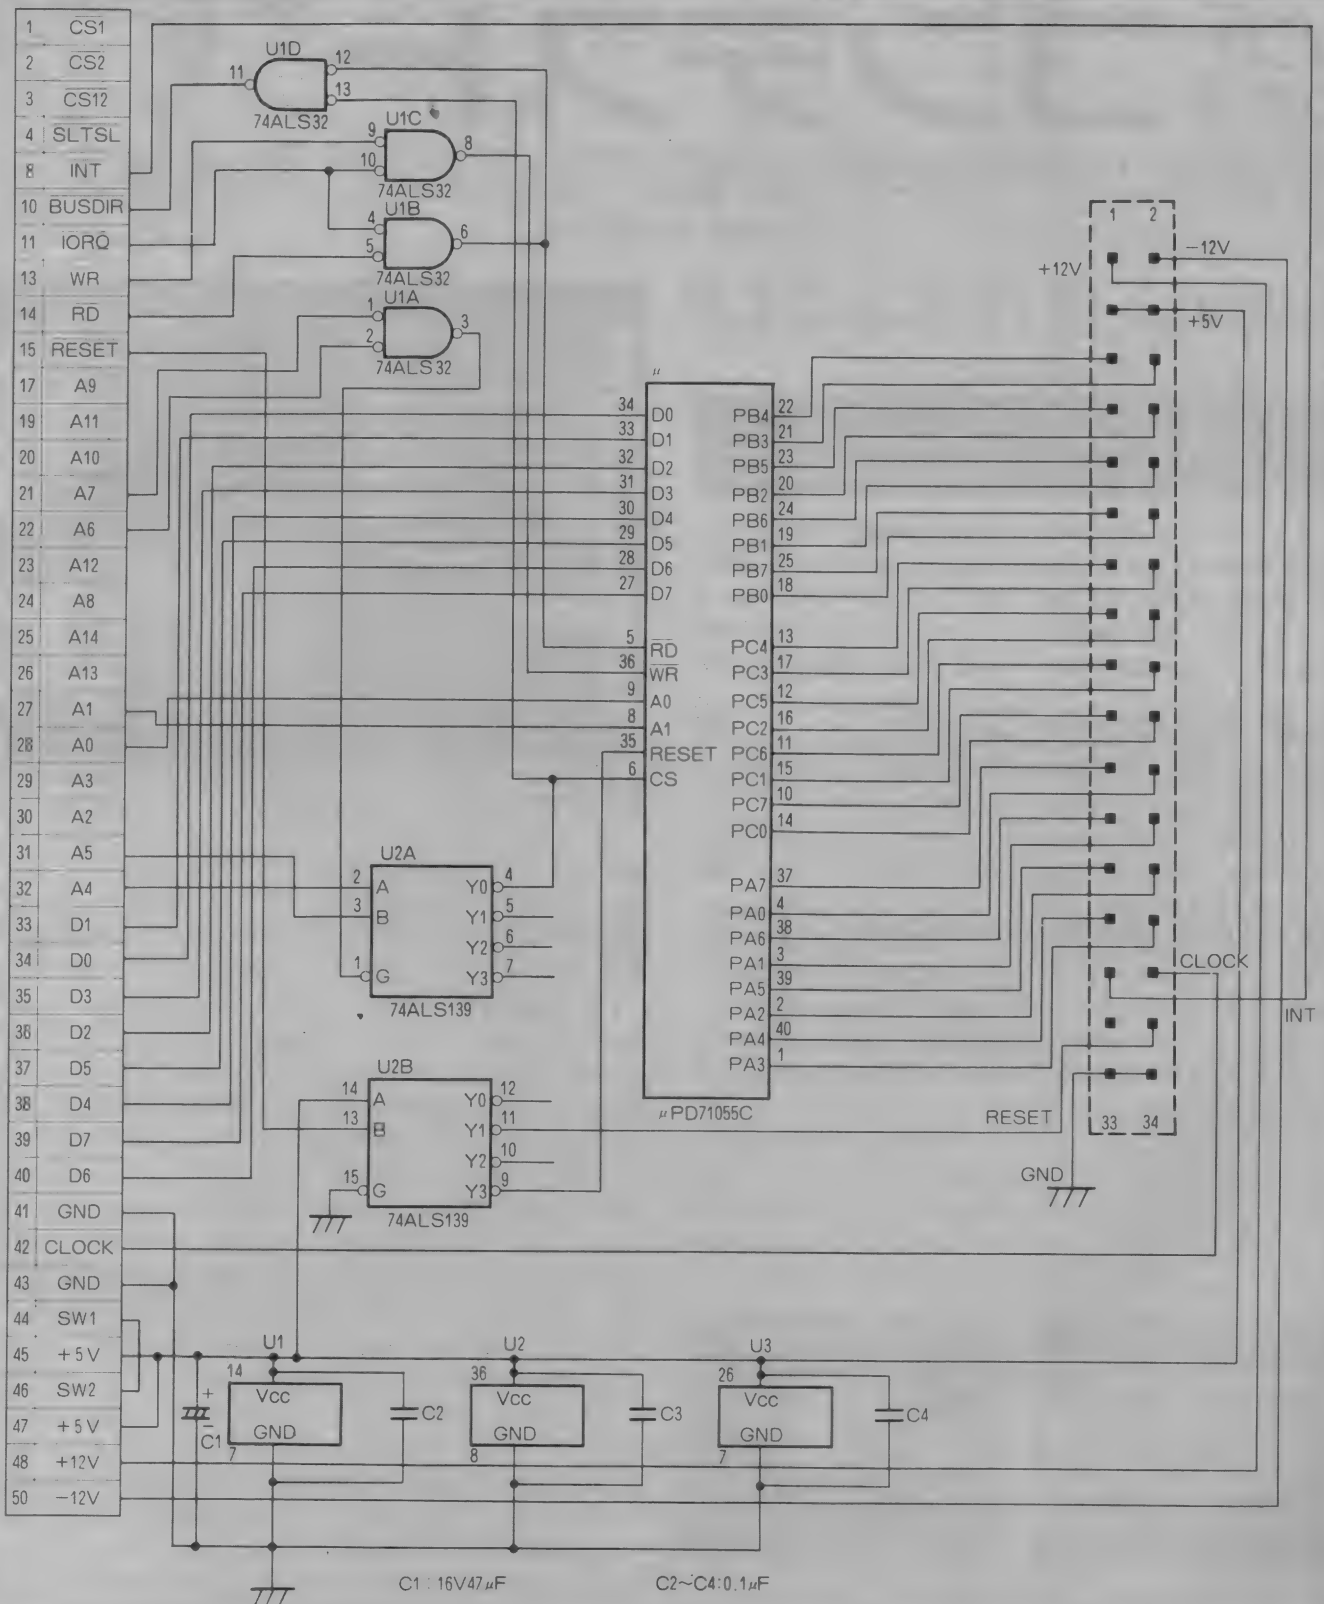 1 CS1
2 CS2
3 CS12
4 SLTSL
8 INT
10 BUSDIR
11 IORQ
13 WR
14 RD
15 RESET
17 A9
19 A11
20 A10
21 A7
22 A6
23 A12
24 A8
25 A14
26 A13
27 A1
28 A0
29 A3
30 A2
31 A5
32 A4
33 D1
34 D0
35 D3
36 D2
37 D5
38 D4
39 D7
40 D6
41 GND
42 CLOCK
43 GND
44 SW1
45 +5V
46 SW2
47 +5V
48 +12V
50 −12V
U1D
11 12
13
74ALS32
U1C
9 8
10
74ALS32
U1B
4 6
5
74ALS32
U1A
1 3
2
74ALS32
μ
34 D0
33 D1
32 D2
31 D3
30 D4
29 D5
28 D6
27 D7
5 RD
36 WR
9 A0
8 A1
35 RESET
6 CS
PB4 22
PB3 21
PB5 23
PB2 20
PB6 24
PB1 19
PB7 25
PB0 18
PC4 13
PC3 17
PC5 12
PC2 16
PC6 11
PC1 15
PC7 10
PC0 14
PA7 37
PA0 4
PA6 38
PA1 3
PA5 39
PA2 2
PA4 40
PA3 1
μPD71055C
U2A
2 A Y0 4
3 B Y1 5
Y2 6
1 G Y3 7
74ALS139
U2B
14 A Y0 12
13 B Y1 11
Y2 10
15 G Y3 9
74ALS139
1 2
+12V −12V
+5V
CLOCK
INT
RESET
33 34
GND
U1
14
Vcc
GND
7
+
−
C1
C2
U2
36
Vcc
GND
8
C3
U3
26
Vcc
GND
7
C4
C1 : 16V47μF C2~C4:0.1μF